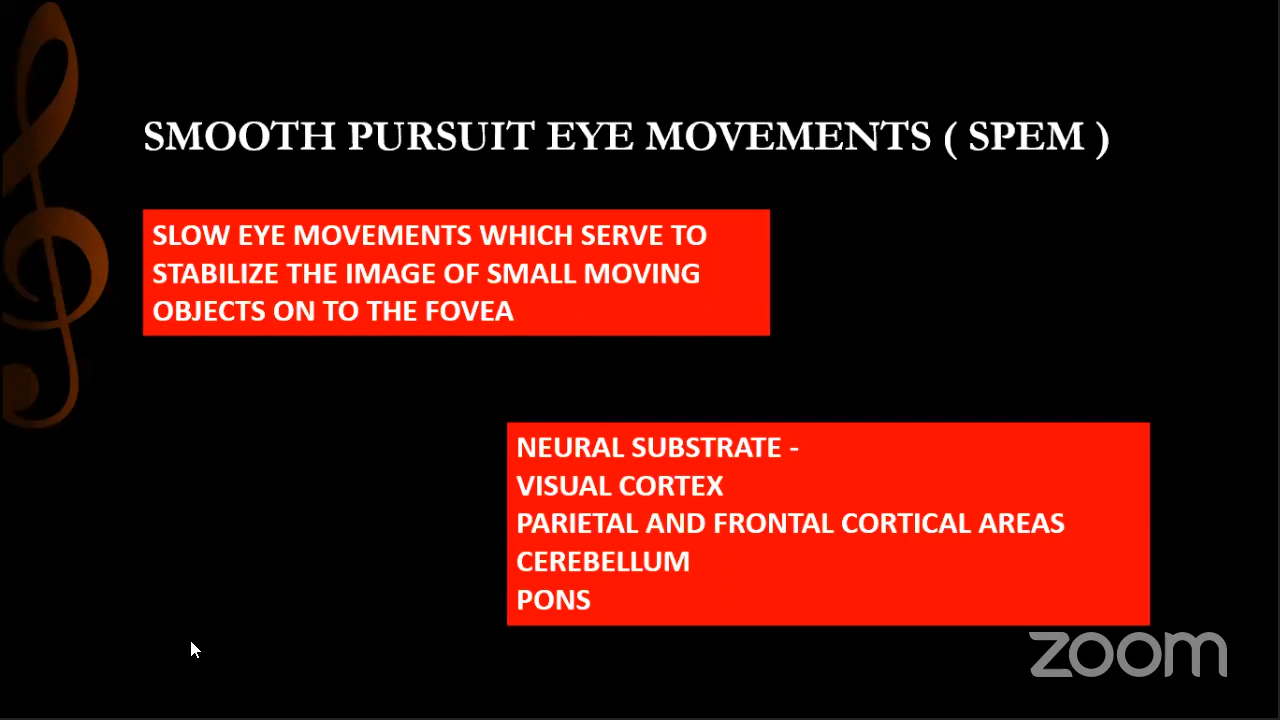 SMOOTH PURSUIT EYE MOVEMENTS ( SPEM )
SLOW EYE MOVEMENTS WHICH SERVE TO
STABILIZE THE IMAGE OF SMALL MOVING
OBJECTS ON TO THE FOVEA
NEURAL SUBSTRATE -
VISUAL CORTEX
PARIETAL AND FRONTAL CORTICAL AREAS
CEREBELLUM
PONS
zoom